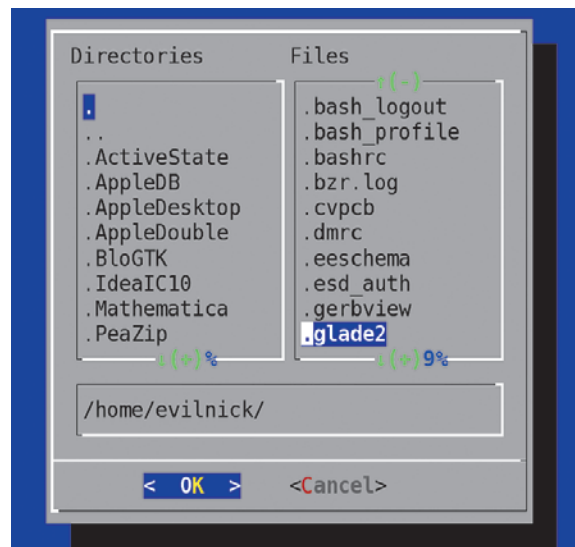 Directories
Files
↑(-)
.
..
.ActiveState
.AppleDB
.AppleDesktop
.AppleDouble
.BloGTK
.IdeaIC10
.Mathematica
.PeaZip
↓(+)%
.bash_logout
.bash_profile
.bashrc
.bzr.log
.cvpcb
.dmrc
.eeschema
.esd_auth
.gerbview
.glade2
↓(+)9%
/home/evilnick/
< OK >
<Cancel>